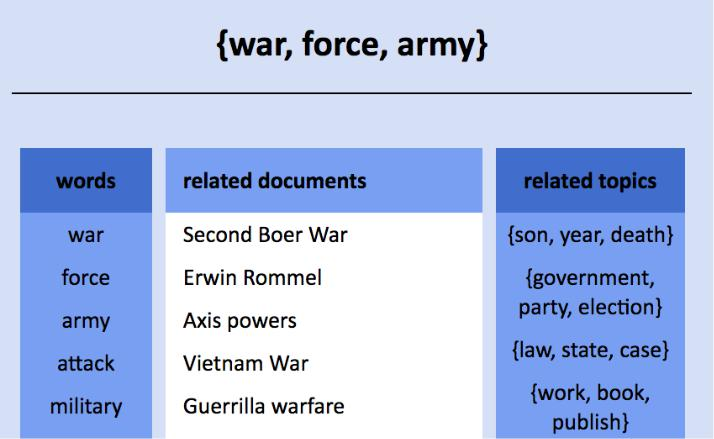 {war, force, army}
words
related documents
related topics
war
force
army
attack
military
Second Boer War
Erwin Rommel
Axis powers
Vietnam War
Guerrilla warfare
{son, year, death}
{government,
party, election}
{law, state, case}
{work, book,
publish}